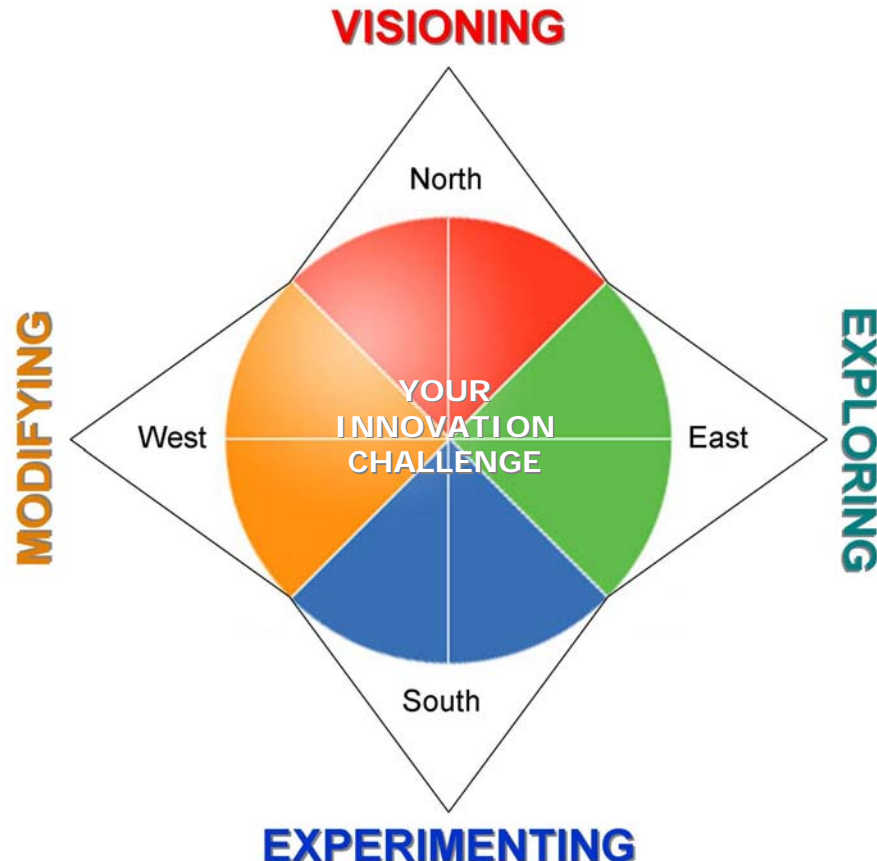 VISIONING
North
MODIFYING
West
YOUR
INNOVATION
CHALLENGE
East
EXPLORING
South
EXPERIMENTING